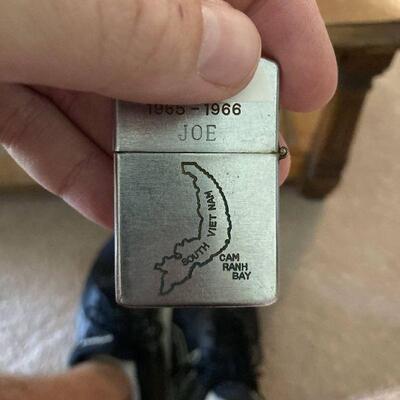 1965 - 1966
JOE
SOUTH VIET NAM
CAM
RANH
BAY